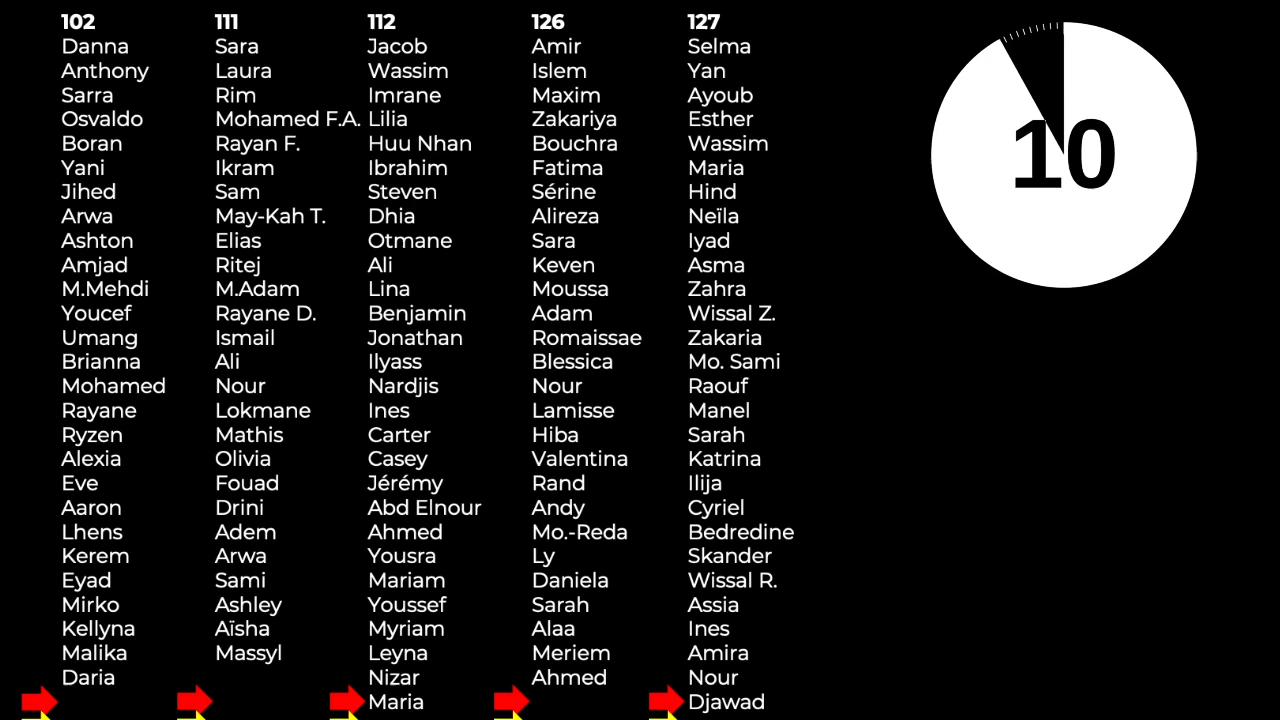 102
Danna
Anthony
Sarra
Osvaldo
Boran
Yani
Jihed
Arwa
Ashton
Amjad
M.Mehdi
Youcef
Umang
Brianna
Mohamed
Rayane
Ryzen
Alexia
Eve
Aaron
Lhens
Kerem
Eyad
Mirko
Kellyna
Malika
Daria
111
Sara
Laura
Rim
Mohamed F.A.
Rayan F.
Ikram
Sam
May-Kah T.
Elias
Ritej
M.Adam
Rayane D.
Ismail
Ali
Nour
Lokmane
Mathis
Olivia
Fouad
Drini
Adem
Arwa
Sami
Ashley
Aïsha
Massyl
112
Jacob
Wassim
Imrane
Lilia
Huu Nhan
Ibrahim
Steven
Dhia
Otmane
Ali
Lina
Benjamin
Jonathan
Ilyass
Nardjis
Ines
Carter
Casey
Jérémy
Abd Elnour
Ahmed
Yousra
Mariam
Youssef
Myriam
Leyna
Nizar
Maria
126
Amir
Islem
Maxim
Zakariya
Bouchra
Fatima
Sérine
Alireza
Sara
Keven
Moussa
Adam
Romaissae
Blessica
Nour
Lamisse
Hiba
Valentina
Rand
Andy
Mo.-Reda
Ly
Daniela
Sarah
Alaa
Meriem
Ahmed
127
Selma
Yan
Ayoub
Esther
Wassim
Maria
Hind
Neïla
Iyad
Asma
Zahra
Wissal Z.
Zakaria
Mo. Sami
Raouf
Manel
Sarah
Katrina
Ilija
Cyriel
Bedredine
Skander
Wissal R.
Assia
Ines
Amira
Nour
Djawad
10